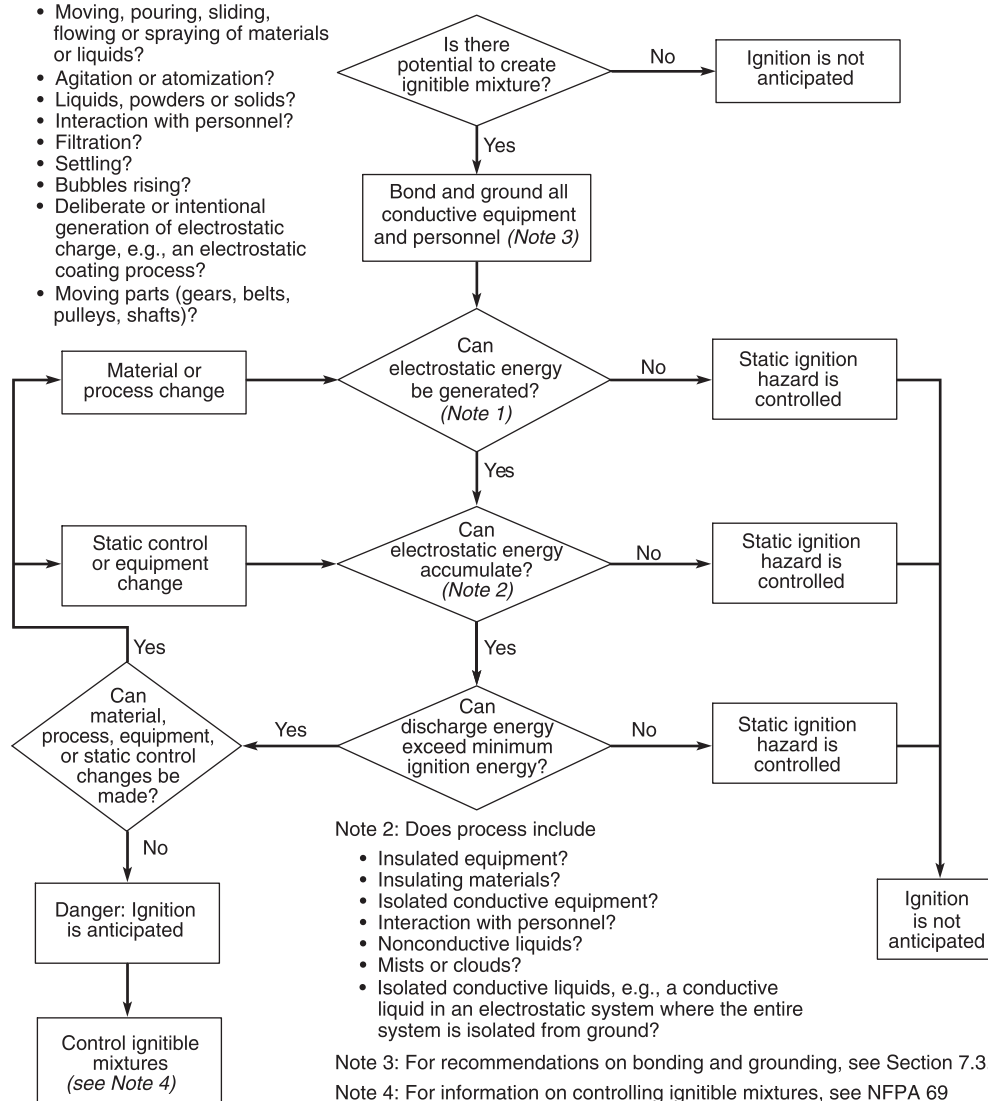 • Moving, pouring, sliding,
flowing or spraying of materials
or liquids?
• Agitation or atomization?
• Liquids, powders or solids?
• Interaction with personnel?
• Filtration?
• Settling?
• Bubbles rising?
• Deliberate or intentional
generation of electrostatic
charge, e.g., an electrostatic
coating process?
• Moving parts (gears, belts,
pulleys, shafts)?
Is there
potential to create
ignitible mixture?
No
Ignition is not
anticipated
Yes
Bond and ground all
conductive equipment
and personnel (Note 3)
Material or
process change
Can
electrostatic energy
be generated?
(Note 1)
No
Static ignition
hazard is
controlled
Yes
Static control
or equipment
change
Can
electrostatic energy
accumulate?
(Note 2)
No
Static ignition
hazard is
controlled
Yes
Yes
Can
material,
process, equipment,
or static control
changes be
made?
Yes
Can
discharge energy
exceed minimum
ignition energy?
No
Static ignition
hazard is
controlled
No
Danger: Ignition
is anticipated
Control ignitible
mixtures
(see Note 4)
Ignition
is not
anticipated
Note 2: Does process include
• Insulated equipment?
• Insulating materials?
• Isolated conductive equipment?
• Interaction with personnel?
• Nonconductive liquids?
• Mists or clouds?
• Isolated conductive liquids, e.g., a conductive
liquid in an electrostatic system where the entire
system is isolated from ground?
Note 3: For recommendations on bonding and grounding, see Section 7.3
Note 4: For information on controlling ignitible mixtures, see NFPA 69